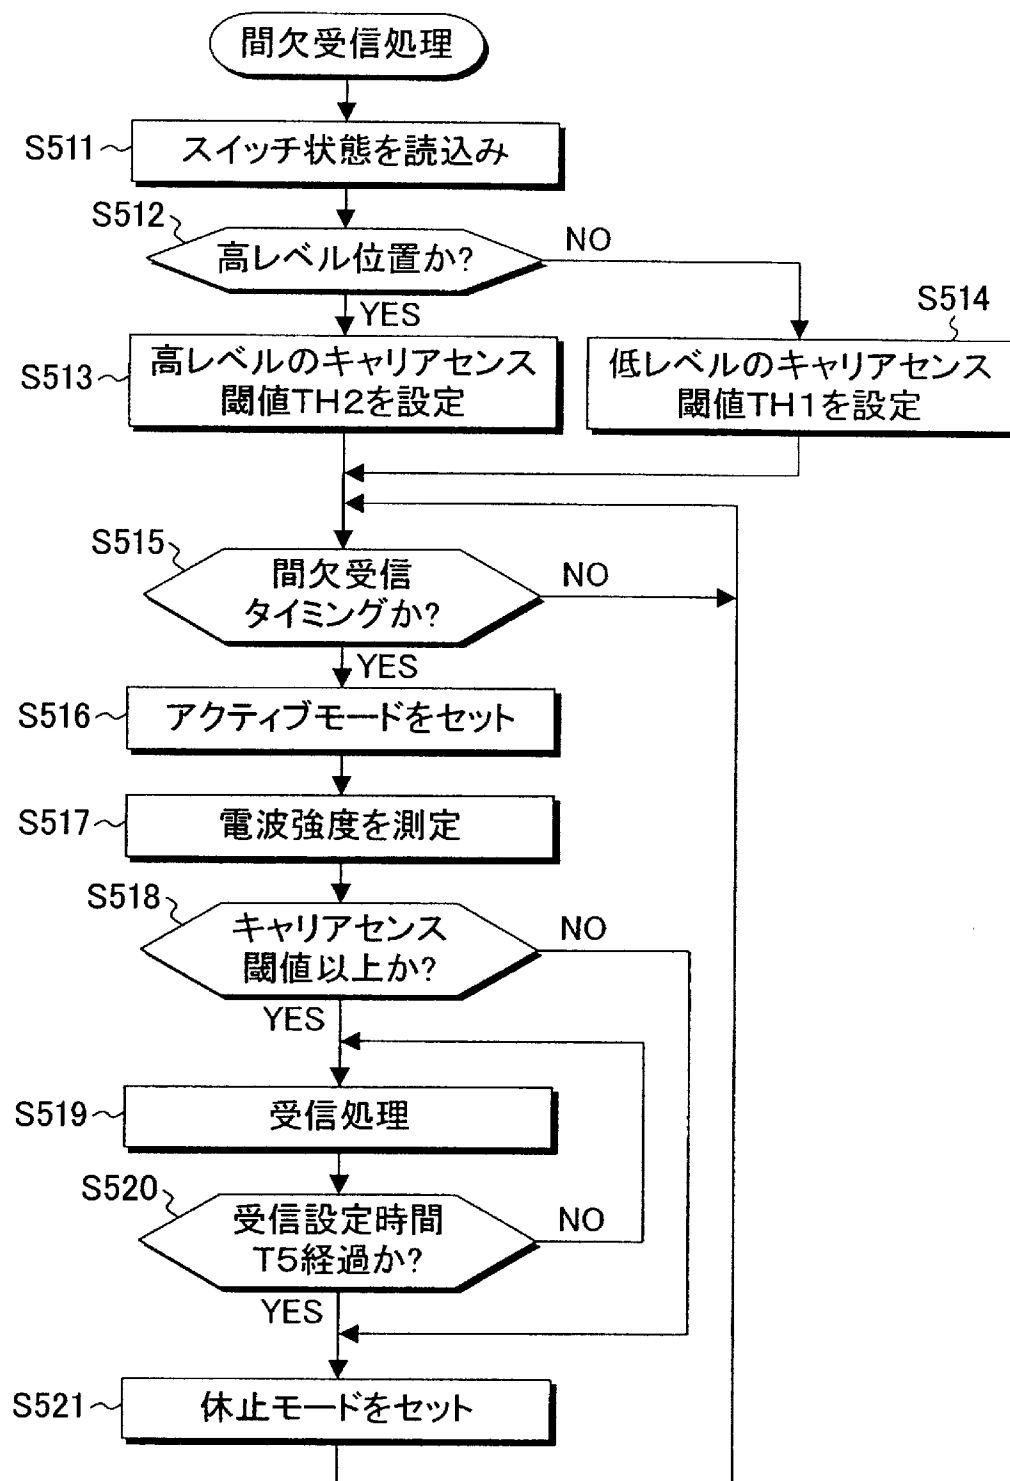 間欠受信処理
S511
スイッチ状態を読込み
S512
高レベル位置か?
NO
YES
S513
高レベルのキャリアセンス
閾値TH2を設定
S514
低レベルのキャリアセンス
閾値TH1を設定
S515
間欠受信
タイミングか?
NO
YES
S516
アクティブモードをセット
S517
電波強度を測定
S518
キャリアセンス
閾値以上か?
NO
YES
S519
受信処理
S520
受信設定時間
T5経過か?
NO
YES
S521
休止モードをセット